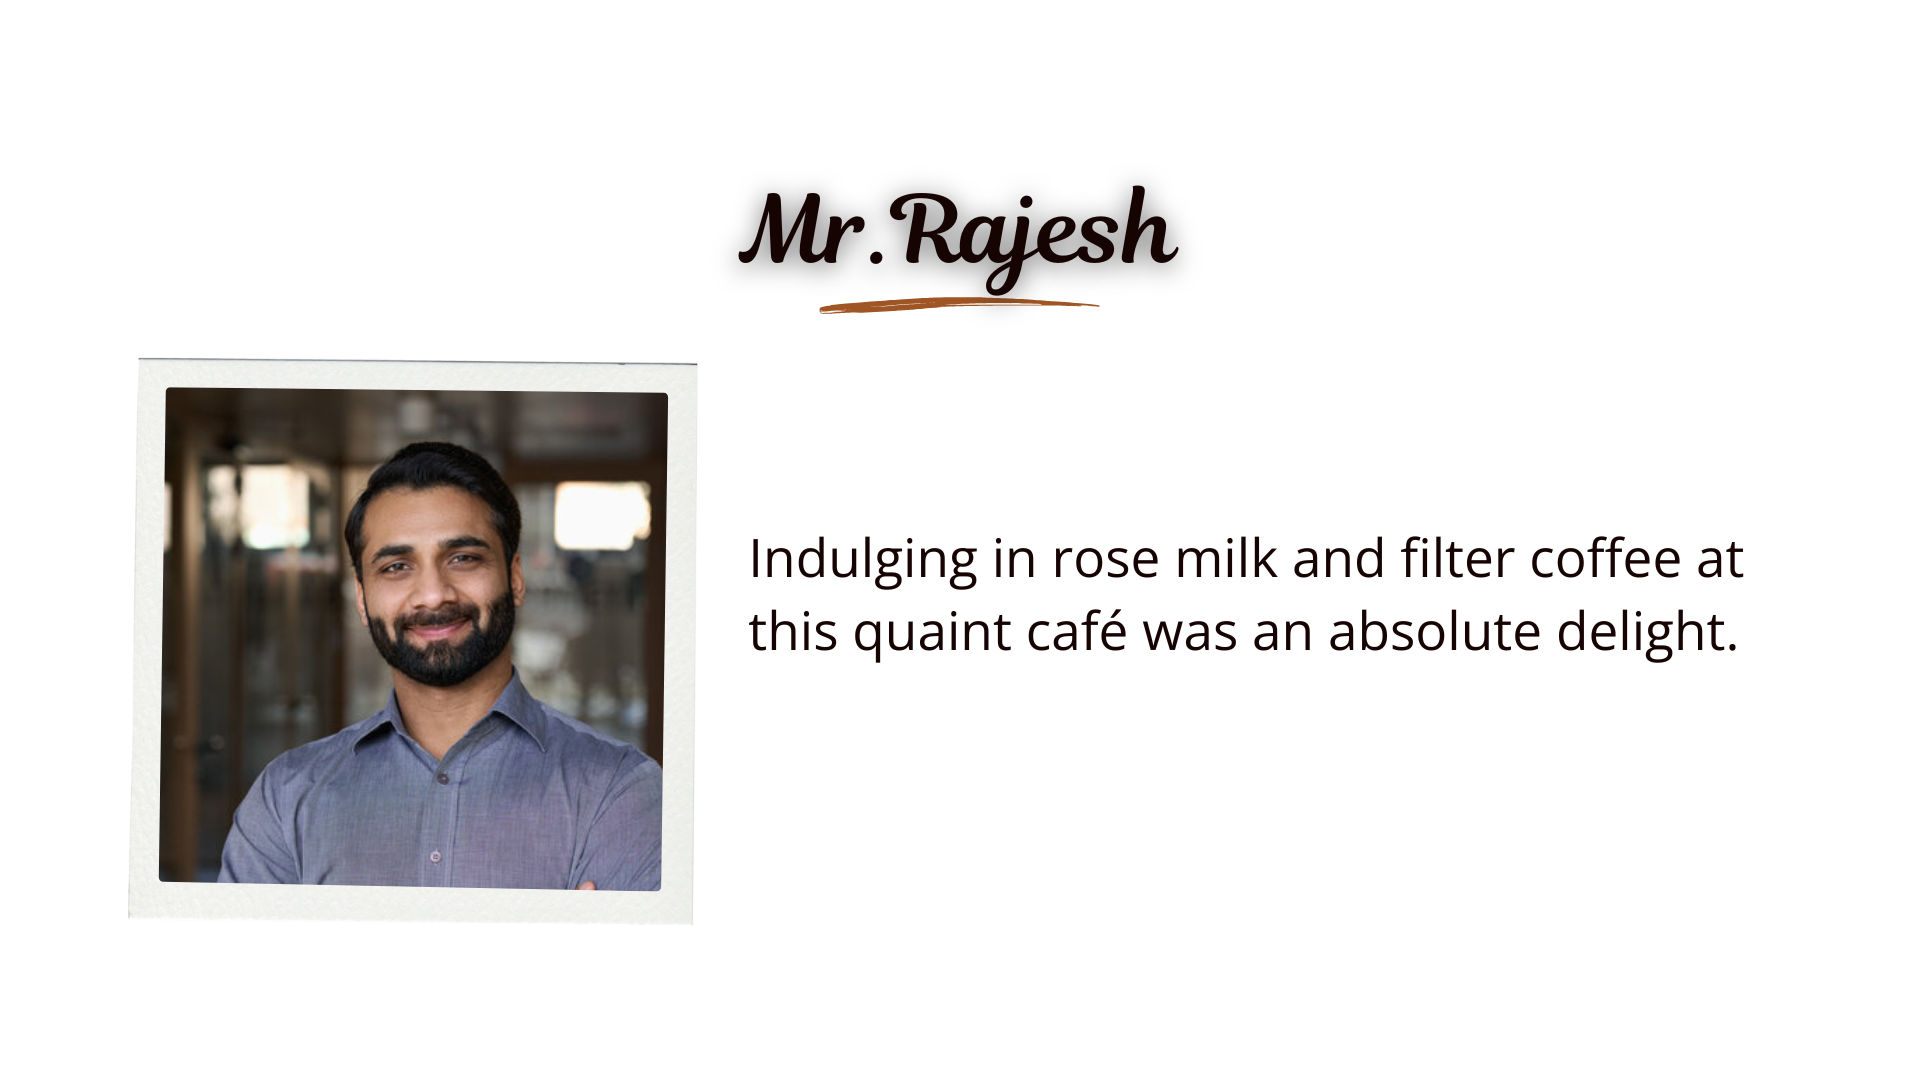 Mr.Rajesh
Indulging in rose milk and filter coffee at
this quaint café was an absolute delight.